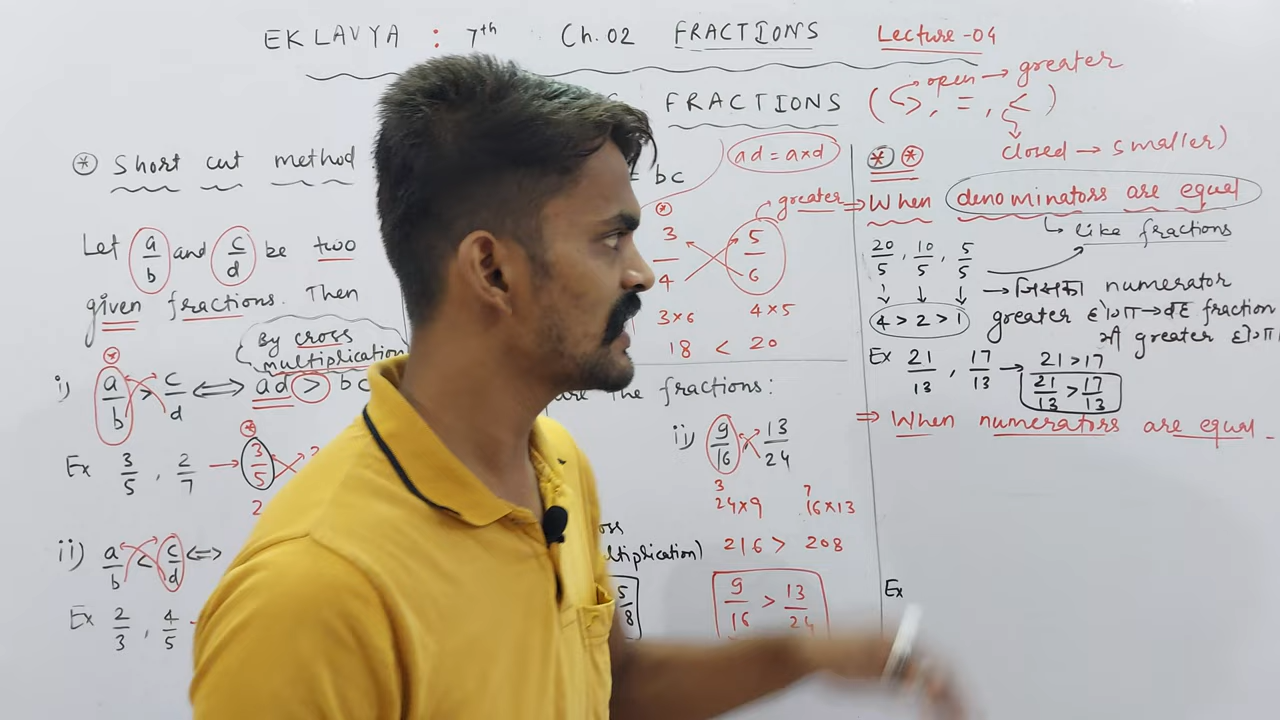 EKLAVYA : 7th Ch. 02 FRACTIONS Lecture -04
FRACTIONS ( >, =, < )
open → greater
closed → smaller)
* Short cut method
bc
ad = a×d
Let a/b and c/d be two
given fractions. Then
By cross
multiplication
i) a/b > c/d ⟺ ad > bc
Ex 3/5 , 2/7 → 3/5
2
ii) a/b < c/d ⟺
Ex 2/3 , 4/5
greater
3/4 5/6
3×6 4×5
18 < 20
the fractions:
ii) 9/16 13/24
3 7
24×9 16×13
216 > 208
9/16 > 13/24
5/8
* *
⇒ When denominators are equal
↳ like fractions
20/5 , 10/5 , 5/5
→ जिसका numerator
4 > 2 > 1 greater होगा → वह fraction
भी greater होगा
Ex 21/13 , 17/13 → 21 > 17
21/13 > 17/13
⇒ When numerators are equal
Ex